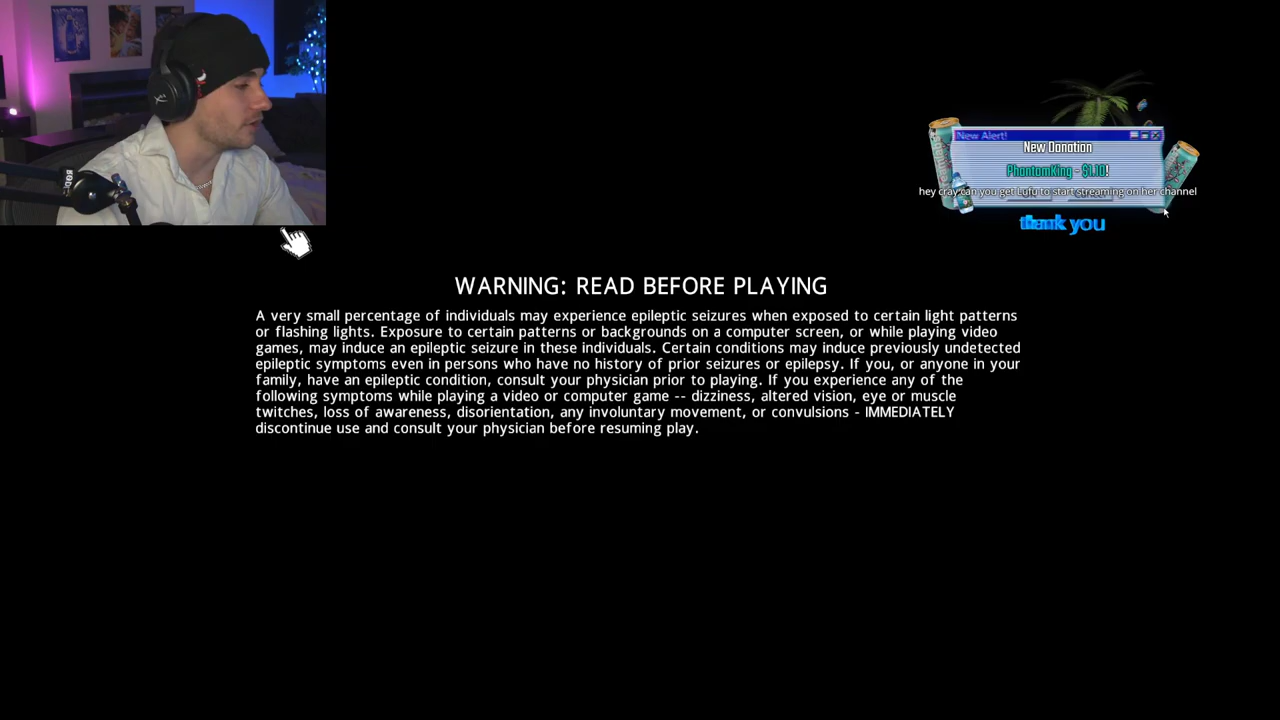 New Alert!
New Donation
PhantomKing - $1.10!
hey cray can you get Lufu to start streaming on her channel
thank you
WARNING: READ BEFORE PLAYING
A very small percentage of individuals may experience epileptic seizures when exposed to certain light patterns
or flashing lights. Exposure to certain patterns or backgrounds on a computer screen, or while playing video
games, may induce an epileptic seizure in these individuals. Certain conditions may induce previously undetected
epileptic symptoms even in persons who have no history of prior seizures or epilepsy. If you, or anyone in your
family, have an epileptic condition, consult your physician prior to playing. If you experience any of the
following symptoms while playing a video or computer game -- dizziness, altered vision, eye or muscle
twitches, loss of awareness, disorientation, any involuntary movement, or convulsions - IMMEDIATELY
discontinue use and consult your physician before resuming play.